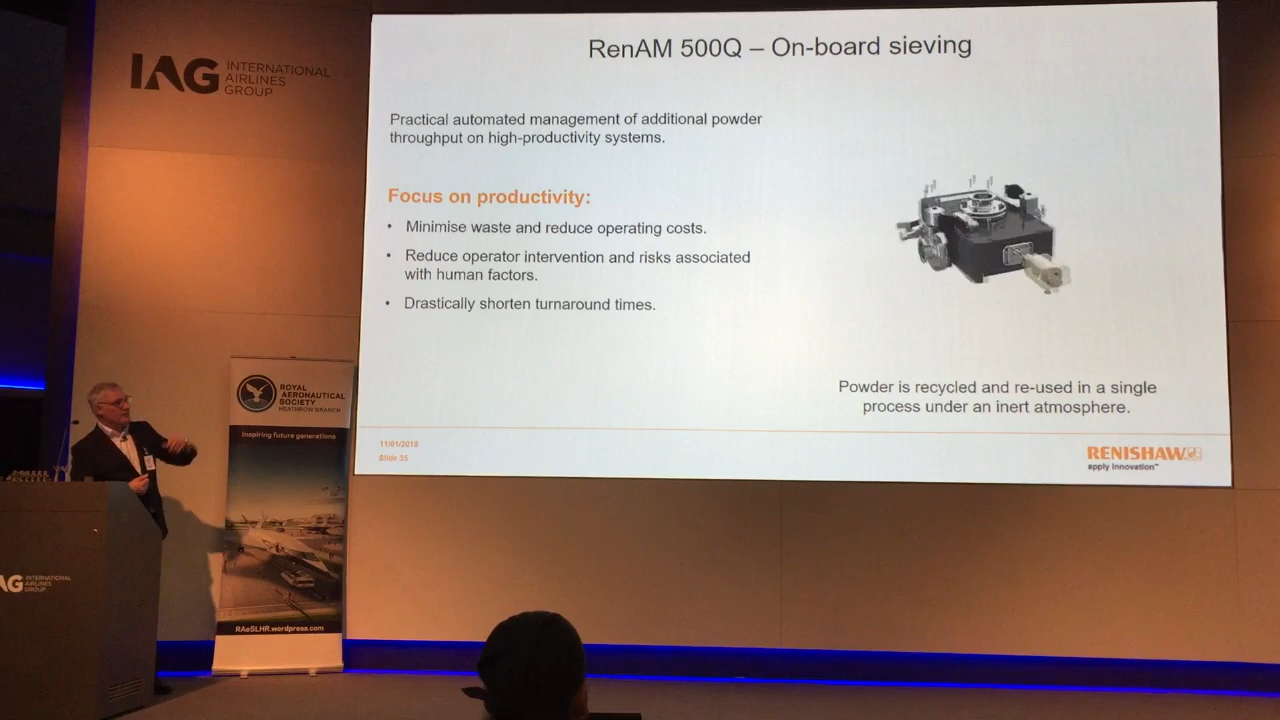 IAG INTERNATIONAL
AIRLINES
GROUP
RenAM 500Q – On-board sieving
Practical automated management of additional powder
throughput on high-productivity systems.
Focus on productivity:
• Minimise waste and reduce operating costs.
• Reduce operator intervention and risks associated
with human factors.
• Drastically shorten turnaround times.
Powder is recycled and re-used in a single
process under an inert atmosphere.
11/01/2018
Slide 35
RENISHAW
apply innovation™
ROYAL
AERONAUTICAL
SOCIETY
HEATHROW BRANCH
Inspiring future generations
RAeSLHR.wordpress.com
AG INTERNATIONAL
AIRLINES
GROUP